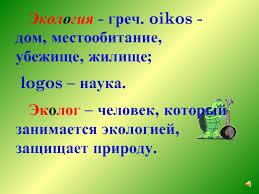 Экология - греч. oikos -
дом, местообитание,
убежище, жилище;
logos – наука.
Эколог – человек, который
занимается экологией,
защищает природу.